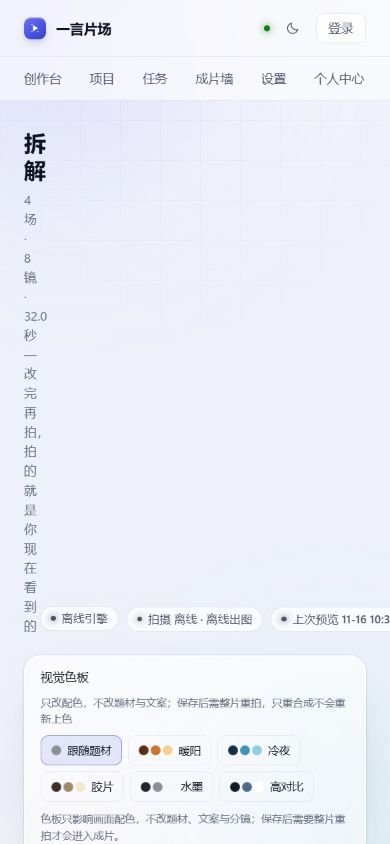 一言片场
登录
创作台 项目 任务 成片墙 设置 个人中心
拆
解
4
场
·
8
镜
·
32.0
秒
—
改
完
再
拍,
拍
的
就
是
你
现
在
看
到
的
离线引擎 拍摄 离线 · 离线出图 上次预览 11-16 10:3
视觉色板
只改配色，不改题材与文案；保存后需整片重拍，只重合成不会重
新上色
跟随题材 暖阳 冷夜
胶片 水墨 高对比
色板只影响画面配色，不改题材、文案与分镜；保存后需要整片重
拍才会进入成片。